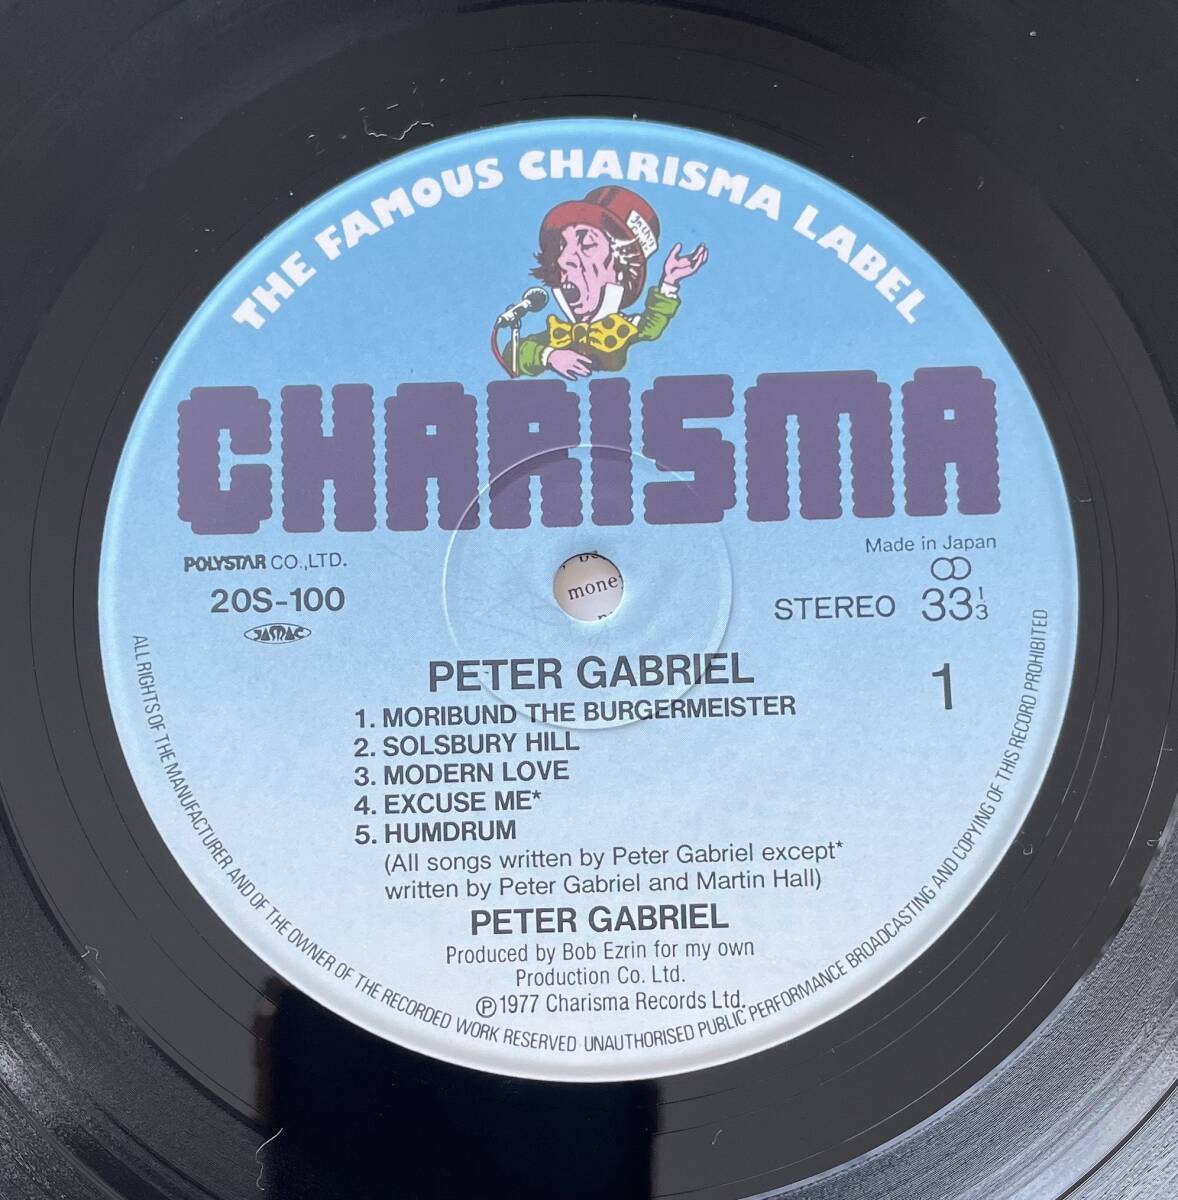 THE FAMOUS CHARISMA LABEL
CHARISMA
POLYSTAR CO.,LTD.
20S-100
JASRAC
Made in Japan
STEREO 33 1/3
1
money
PETER GABRIEL
1. MORIBUND THE BURGERMEISTER
2. SOLSBURY HILL
3. MODERN LOVE
4. EXCUSE ME*
5. HUMDRUM
(All songs written by Peter Gabriel except*
written by Peter Gabriel and Martin Hall)
PETER GABRIEL
Produced by Bob Ezrin for my own
Production Co. Ltd.
℗1977 Charisma Records Ltd.
ALL RIGHTS OF THE MANUFACTURER AND OF THE OWNER OF THE RECORDED WORK RESERVED UNAUTHORISED PUBLIC PERFORMANCE BROADCASTING AND COPYING OF THIS RECORD PROHIBITED